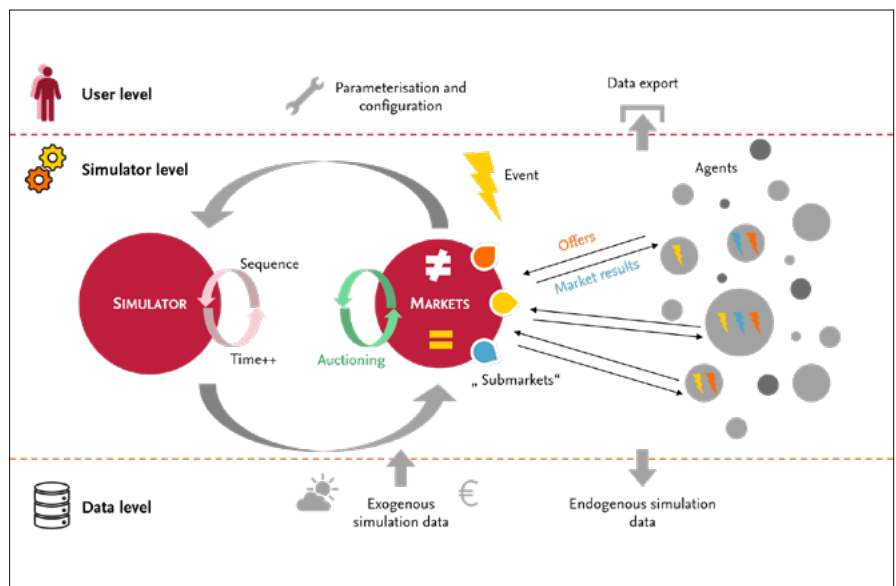 User level
Parameterisation and
configuration
Data export
Simulator level
Event
Agents
Offers
Market results
Sequence
SIMULATOR
MARKETS
≠
=
Time++
Auctioning
„ Submarkets“
Data level
Exogenous
simulation data
€
Endogenous simulation
data